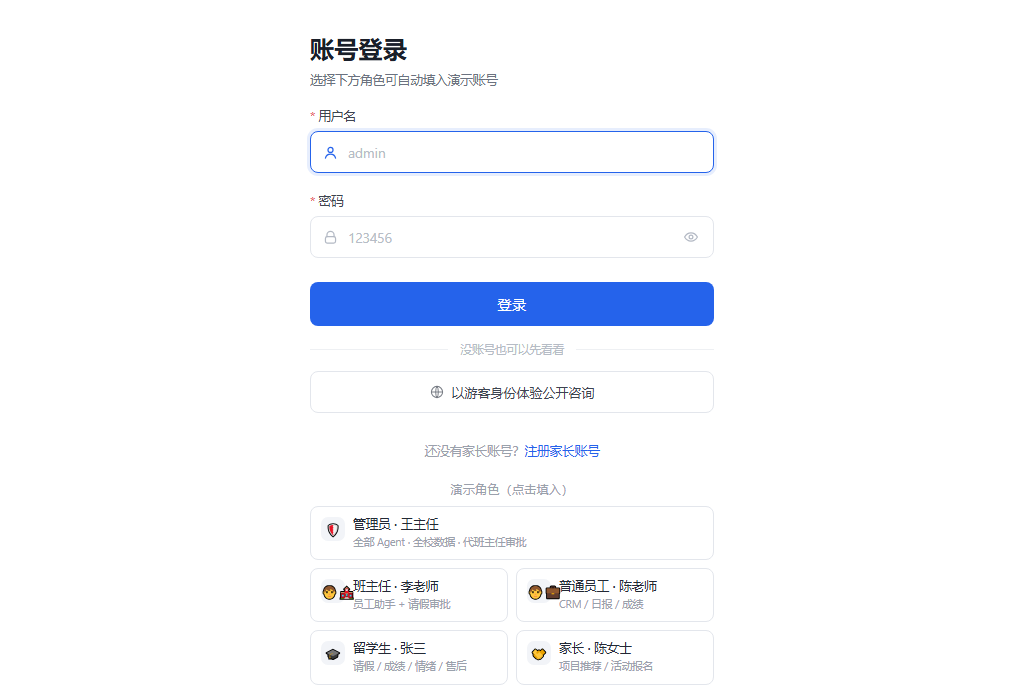 账号登录
选择下方角色可自动填入演示账号
* 用户名
admin
* 密码
123456
登录
没账号也可以先看看
以游客身份体验公开咨询
还没有家长账号? 注册家长账号
演示角色（点击填入）
管理员 · 王主任
全部 Agent · 全校数据 · 代班主任审批
班主任 · 李老师
员工助手 + 请假审批
普通员工 · 陈老师
CRM / 日报 / 成绩
留学生 · 张三
请假 / 成绩 / 情绪 / 售后
家长 · 陈女士
项目推荐 / 活动报名